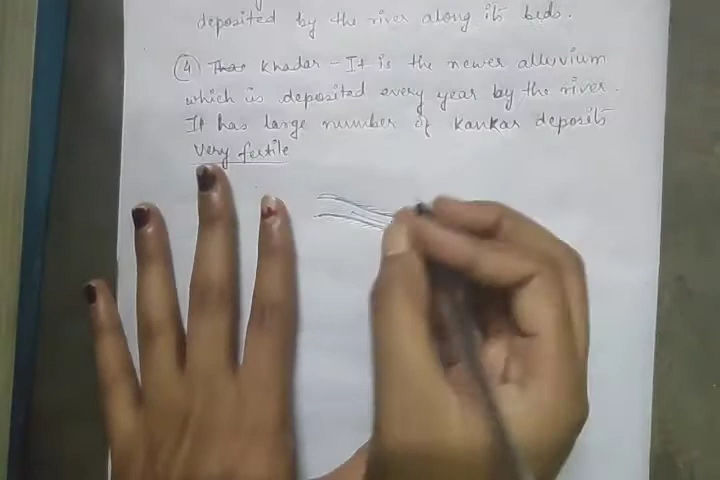 deposited by the river along its beds.
④ Khadar - It is the newer alluvium
which is deposited every year by the river.
It has large number of Kankar deposits
Very fertile